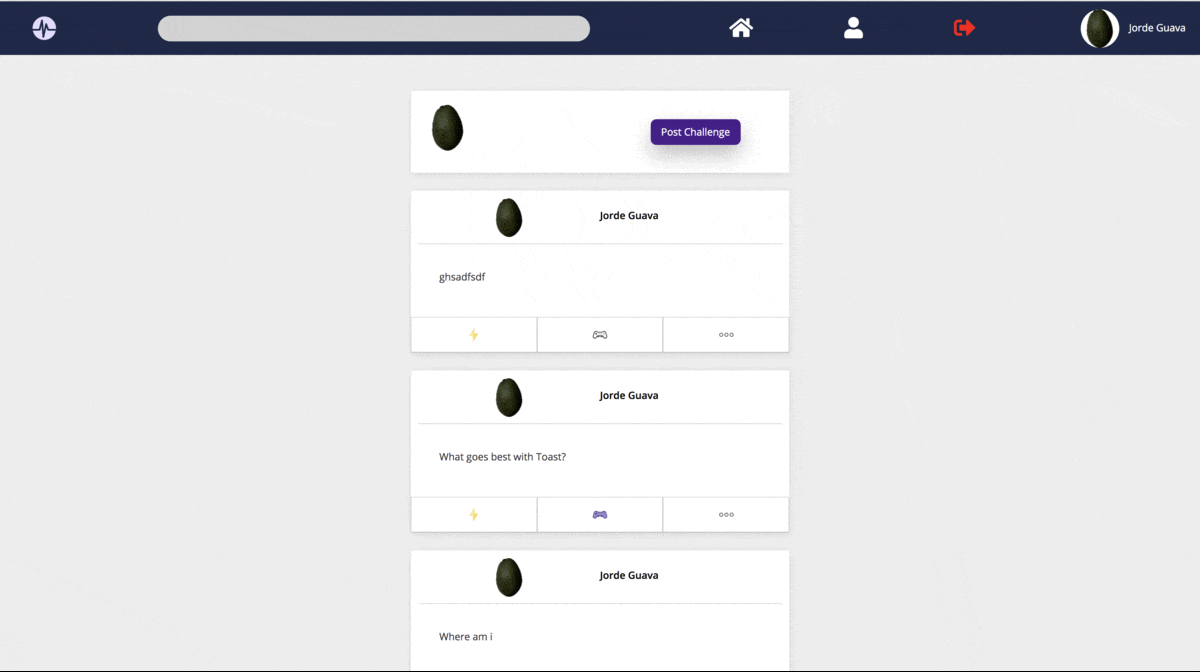 Jorde Guava
Post Challenge
Jorde Guava
ghsadfsdf
Jorde Guava
What goes best with Toast?
Jorde Guava
Where am i